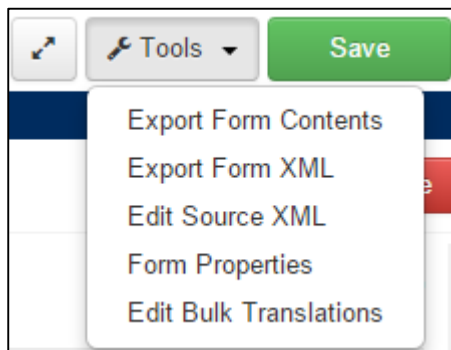 Tools
Save
Export Form Contents
Export Form XML
Edit Source XML
Form Properties
Edit Bulk Translations